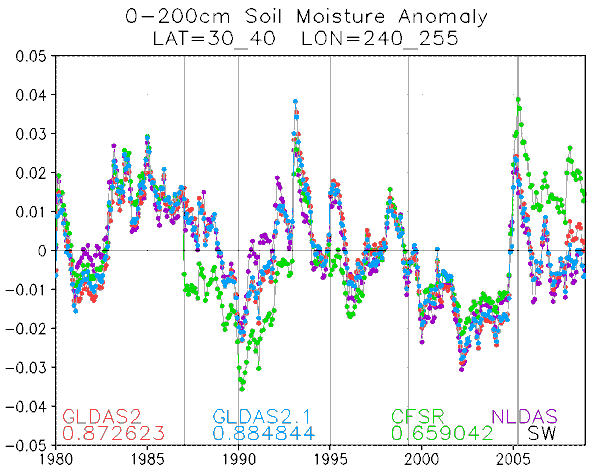 0-200cm Soil Moisture Anomaly
LAT=30_40 LON=240_255
0.05
0.04
0.03
0.02
0.01
0
-0.01
-0.02
-0.03
-0.04
-0.05
GLDAS2 GLDAS2.1 CFSR NLDAS
0.872623 0.884844 0.659042 SW
1980 1985 1990 1995 2000 2005